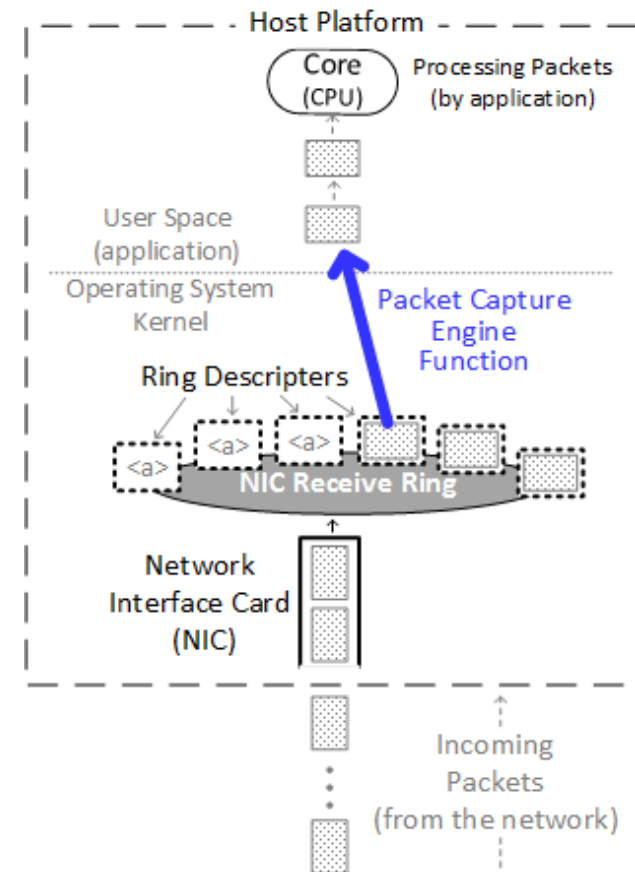 Host Platform
Core
(CPU)
Processing Packets
(by application)
User Space
(application)
Operating System
Kernel
Packet Capture
Engine
Function
Ring Descripters
<a>
<a>
<a>
NIC Receive Ring
Network
Interface Card
(NIC)
Incoming
Packets
(from the network)